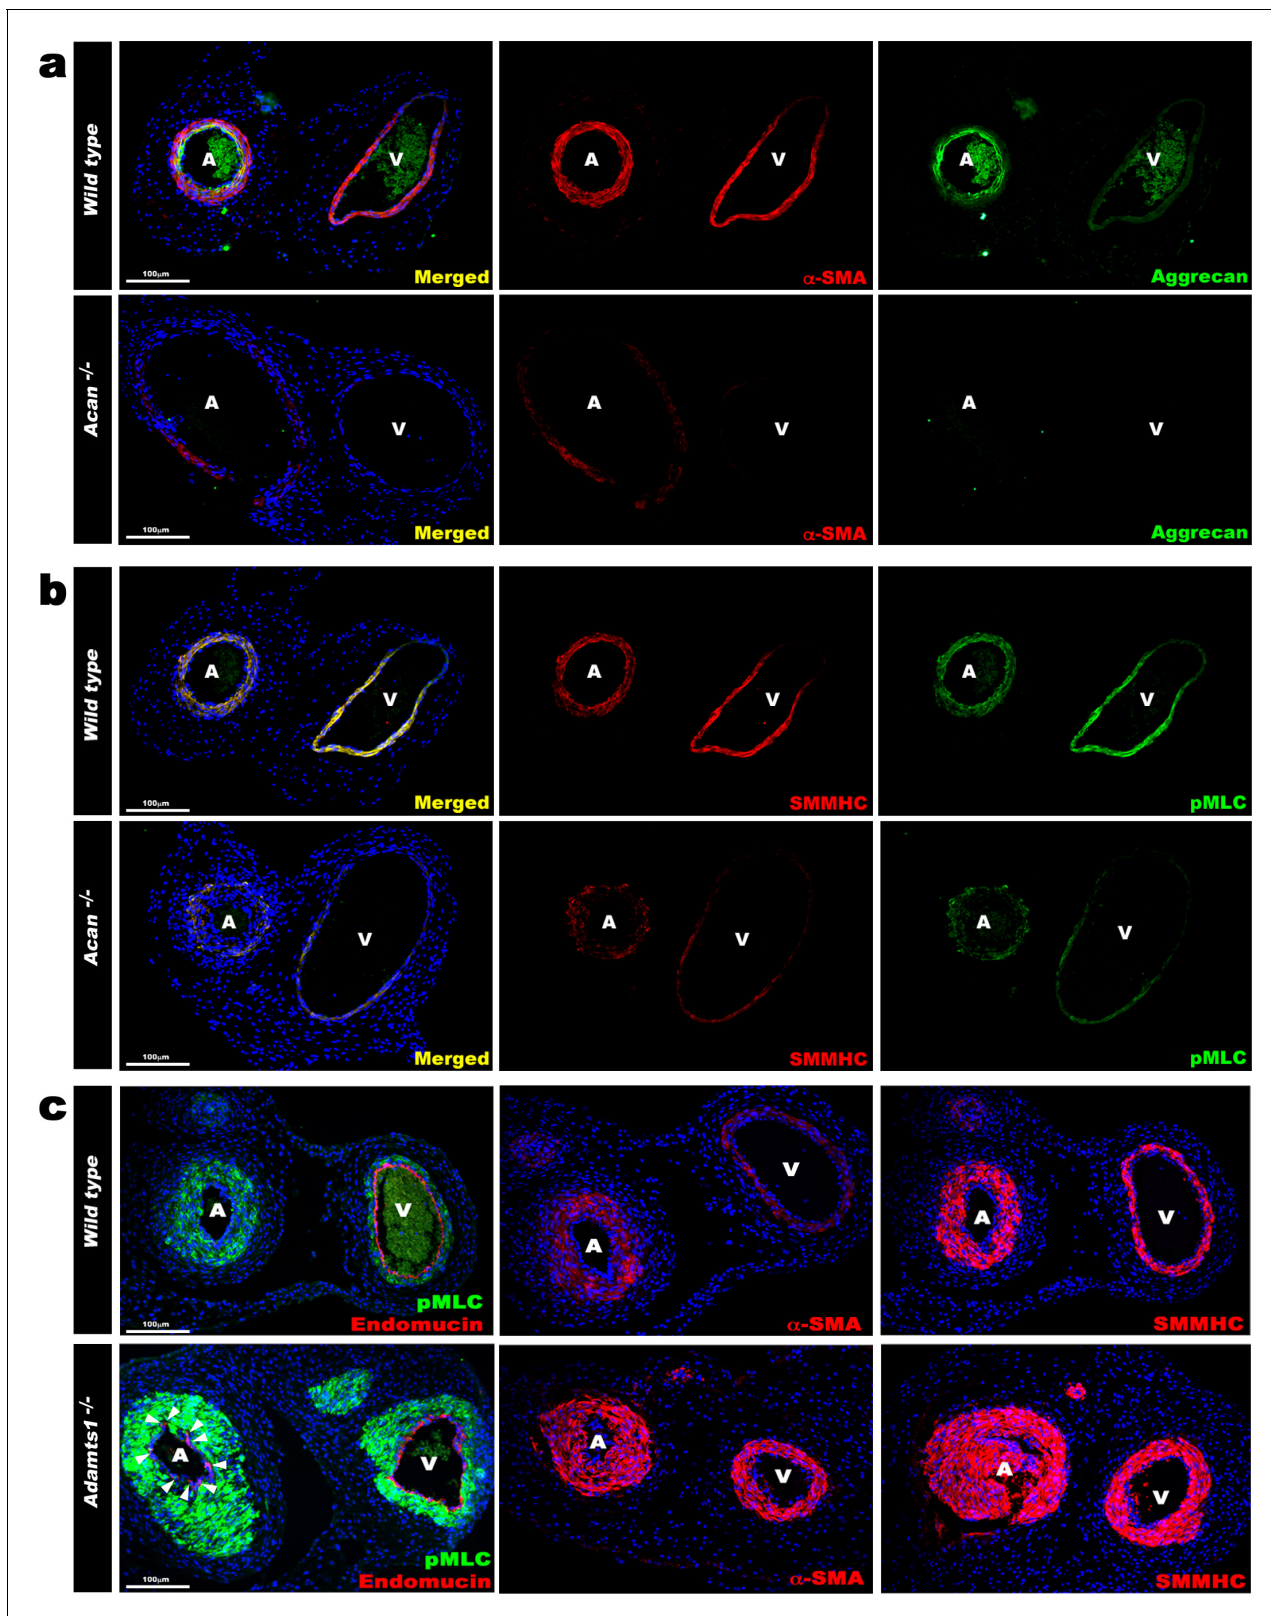 a
Wild type
A
V
100µm
Merged
A
V
α-SMA
A
V
Aggrecan
Acan -/-
A
V
100µm
Merged
A
V
α-SMA
A
V
Aggrecan
b
Wild type
A
V
100µm
Merged
A
V
SMMHC
A
V
pMLC
Acan -/-
A
V
100µm
Merged
A
V
SMMHC
A
V
pMLC
c
Wild type
A
V
100µm
pMLC
Endomucin
A
V
α-SMA
A
V
SMMHC
Adamts1 -/-
A
V
100µm
pMLC
Endomucin
A
V
α-SMA
A
V
SMMHC